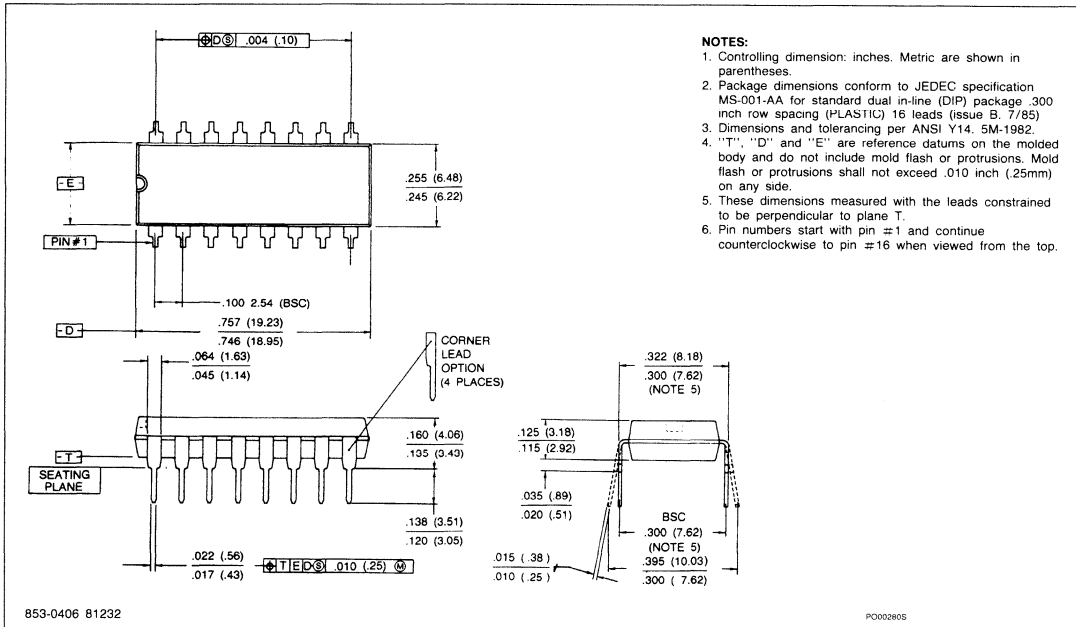 ⌖ D Ⓢ .004 (.10)
- E -
.255 (6.48)
.245 (6.22)
PIN #1
.100 2.54 (BSC)
- D -
.757 (19.23)
.746 (18.95)
.064 (1.63)
.045 (1.14)
CORNER
LEAD
OPTION
(4 PLACES)
- T -
SEATING
PLANE
.160 (4.06)
.135 (3.43)
.138 (3.51)
.120 (3.05)
.022 (.56)
.017 (.43)
⌖ T E D Ⓢ .010 (.25) Ⓜ
.322 (8.18)
.300 (7.62)
(NOTE 5)
.125 (3.18)
.115 (2.92)
.035 (.89)
.020 (.51)
BSC
.300 (7.62)
(NOTE 5)
.395 (10.03)
.300 ( 7.62)
.015 (.38 )
.010 (.25 )
NOTES:
1. Controlling dimension: inches. Metric are shown in
parentheses.
2. Package dimensions conform to JEDEC specification
MS-001-AA for standard dual in-line (DIP) package .300
inch row spacing (PLASTIC) 16 leads (issue B. 7/85)
3. Dimensions and tolerancing per ANSI Y14. 5M-1982.
4. "T", "D" and "E" are reference datums on the molded
body and do not include mold flash or protrusions. Mold
flash or protrusions shall not exceed .010 inch (.25mm)
on any side.
5. These dimensions measured with the leads constrained
to be perpendicular to plane T.
6. Pin numbers start with pin #1 and continue
counterclockwise to pin #16 when viewed from the top.
853-0406 81232
PO00280S